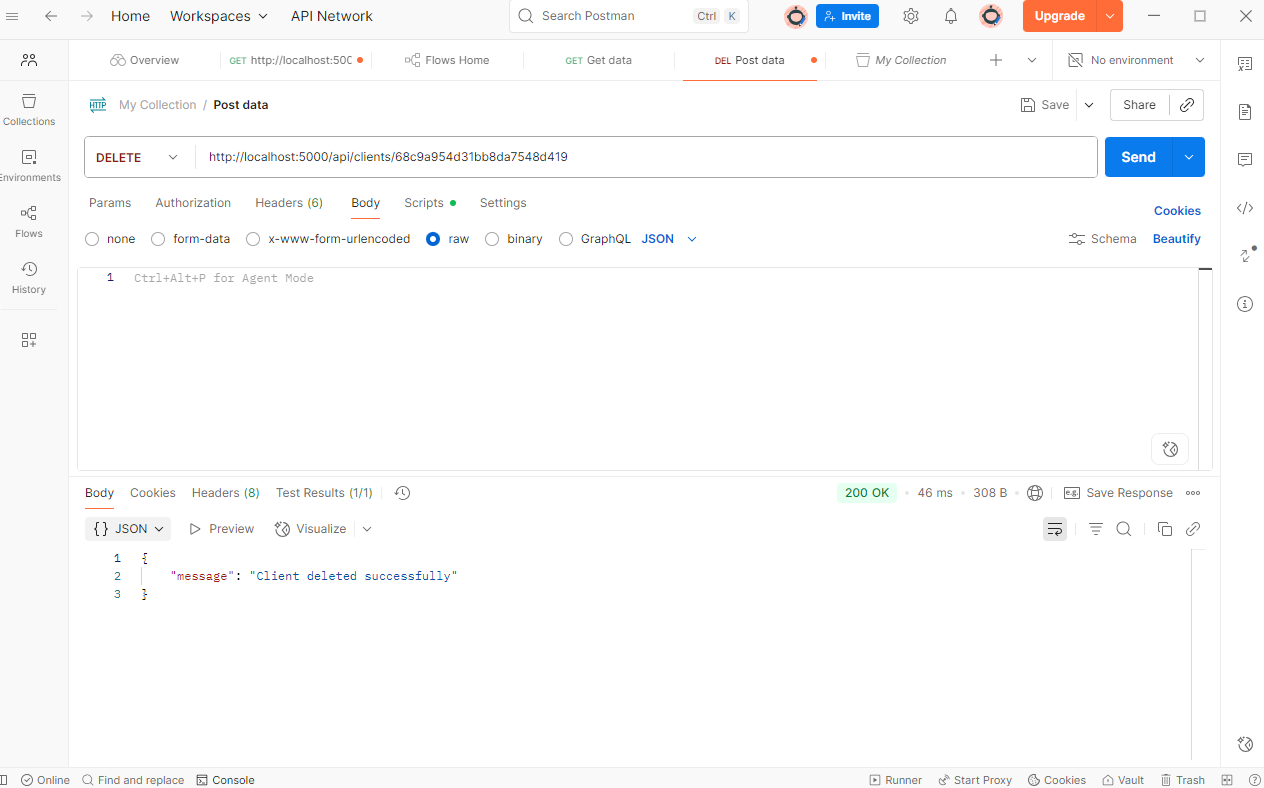 Home Workspaces API Network Search Postman Ctrl K Invite Upgrade
Overview GET http://localhost:500 Flows Home GET Get data DEL Post data My Collection No environment
HTTP My Collection / Post data Save Share
Collections
Environments
Flows
History
DELETE http://localhost:5000/api/clients/68c9a954d31bb8da7548d419 Send
Params Authorization Headers (6) Body Scripts Settings Cookies
none form-data x-www-form-urlencoded raw binary GraphQL JSON Schema Beautify
1 Ctrl+Alt+P for Agent Mode
Body Cookies Headers (8) Test Results (1/1) 200 OK • 46 ms • 308 B • e.g. Save Response
{} JSON Preview Visualize
1 {
2 "message": "Client deleted successfully"
3 }
Online Find and replace Console Runner Start Proxy Cookies Vault Trash